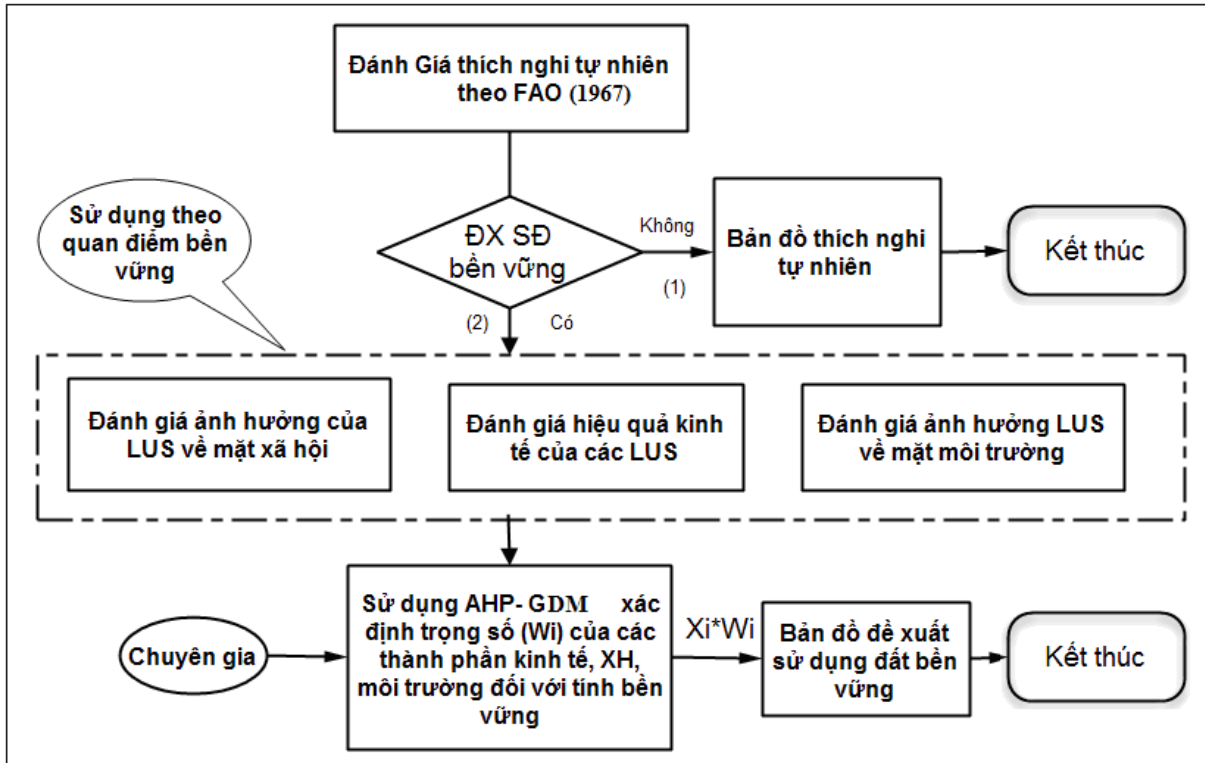 Đánh Gíá thích nghi tự nhiên
theo FAO (1967)
Sử dụng theo
quan điểm bền
vững
ĐX SĐ
bền vững
Không
(1)
Bản đồ thích nghi
tự nhiên
Kết thúc
(2)
Có
Đánh giá ảnh hưởng của
LUS về mặt xã hội
Đánh giá hiệu quả kinh
tế của các LUS
Đánh giá ảnh hưởng LUS
về mặt môi trường
Chuyên gia
Sử dụng AHP- GDM xác
định trọng số (Wi) của các
thành phần kinh tế, XH,
môi trường đối với tính bền
vững
Xi*Wi
Bản đồ đề xuất
sử dụng đất bền
vững
Kết thúc